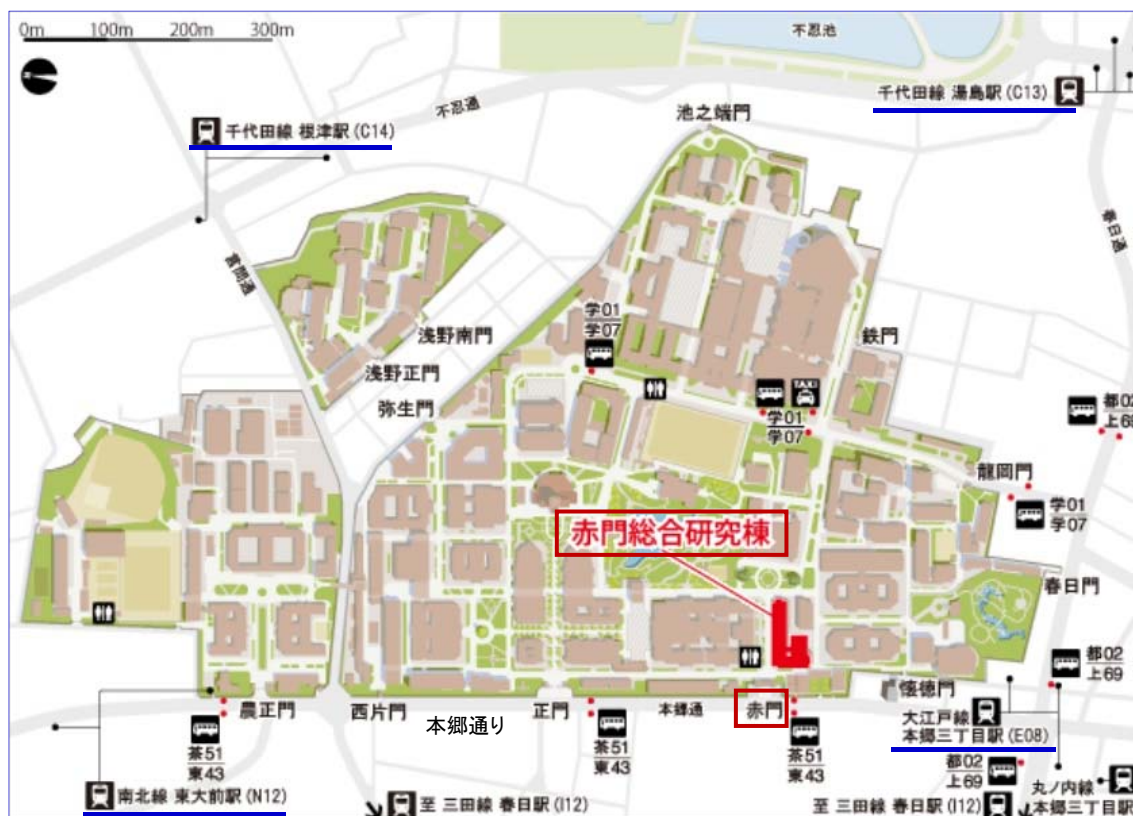 0m 100m 200m 300m
不忍池
千代田線 湯島駅 (C13)
不忍通
池之端門
千代田線 根津駅 (C14)
春日通
言問通
学01
学07
浅野南門
鉄門
浅野正門
TAXI
弥生門
学01
学07
都02
上69
龍岡門
学01
学07
赤門総合研究棟
春日門
都02
上69
農正門
西片門
正門
本郷通
赤門
懐徳門
本郷通り
大江戸線
本郷三丁目駅 (E08)
茶51
東43
茶51
東43
茶51
東43
都02
上69
南北線 東大前駅 (N12)
至 三田線 春日駅 (I12)
至 三田線 春日駅 (I12)
丸ノ内線
本郷三丁目駅